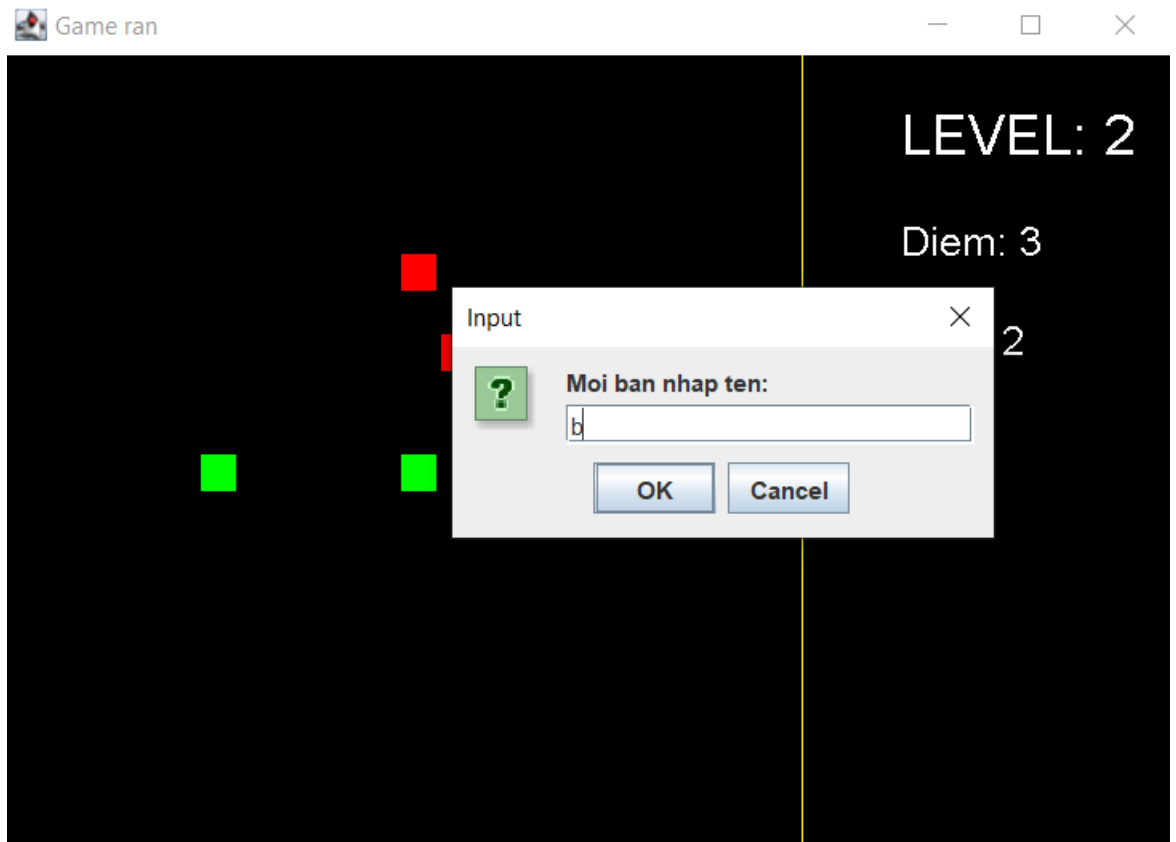 Game ran
LEVEL: 2
Diem: 3
2
Input
?
Moi ban nhap ten:
b
OK
Cancel